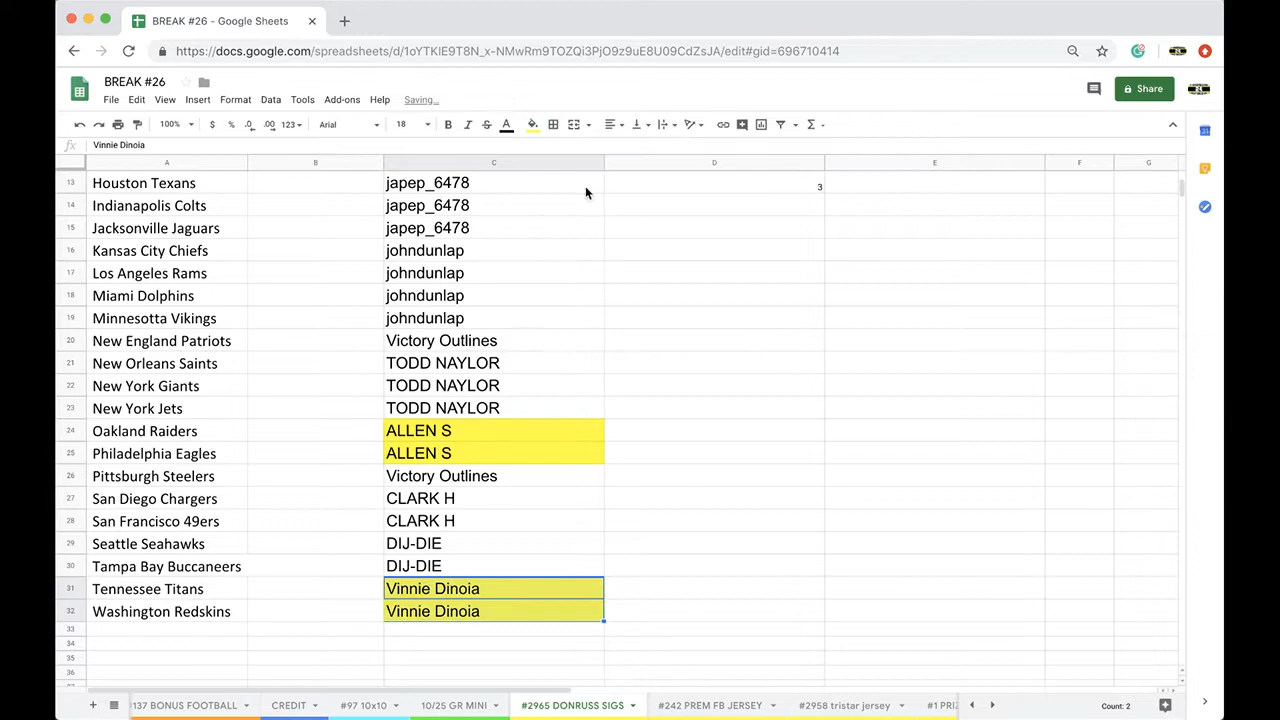 BREAK #26 - Google Sheets
https://docs.google.com/spreadsheets/d/1oYTKlE9T8N_x-NMwRm9TOZQi3PjO9z9uE8U09CdZsJA/edit#gid=696710414
BREAK #26
File Edit View Insert Format Data Tools Add-ons Help Saving...
Share
100% $ % .0 .00 123 Arial 18 B I S A
fx Vinnie Dinoia
A B C D E F G
13 Houston Texans japep_6478 3
14 Indianapolis Colts japep_6478
15 Jacksonville Jaguars japep_6478
16 Kansas City Chiefs johndunlap
17 Los Angeles Rams johndunlap
18 Miami Dolphins johndunlap
19 Minnesotta Vikings johndunlap
20 New England Patriots Victory Outlines
21 New Orleans Saints TODD NAYLOR
22 New York Giants TODD NAYLOR
23 New York Jets TODD NAYLOR
24 Oakland Raiders ALLEN S
25 Philadelphia Eagles ALLEN S
26 Pittsburgh Steelers Victory Outlines
27 San Diego Chargers CLARK H
28 San Francisco 49ers CLARK H
29 Seattle Seahawks DIJ-DIE
30 Tampa Bay Buccaneers DIJ-DIE
31 Tennessee Titans Vinnie Dinoia
32 Washington Redskins Vinnie Dinoia
33
34
35
36
137 BONUS FOOTBALL CREDIT #97 10x10 10/25 GR MINI #2965 DONRUSS SIGS #242 PREM FB JERSEY #2958 tristar jersey #1 PRI Count: 2